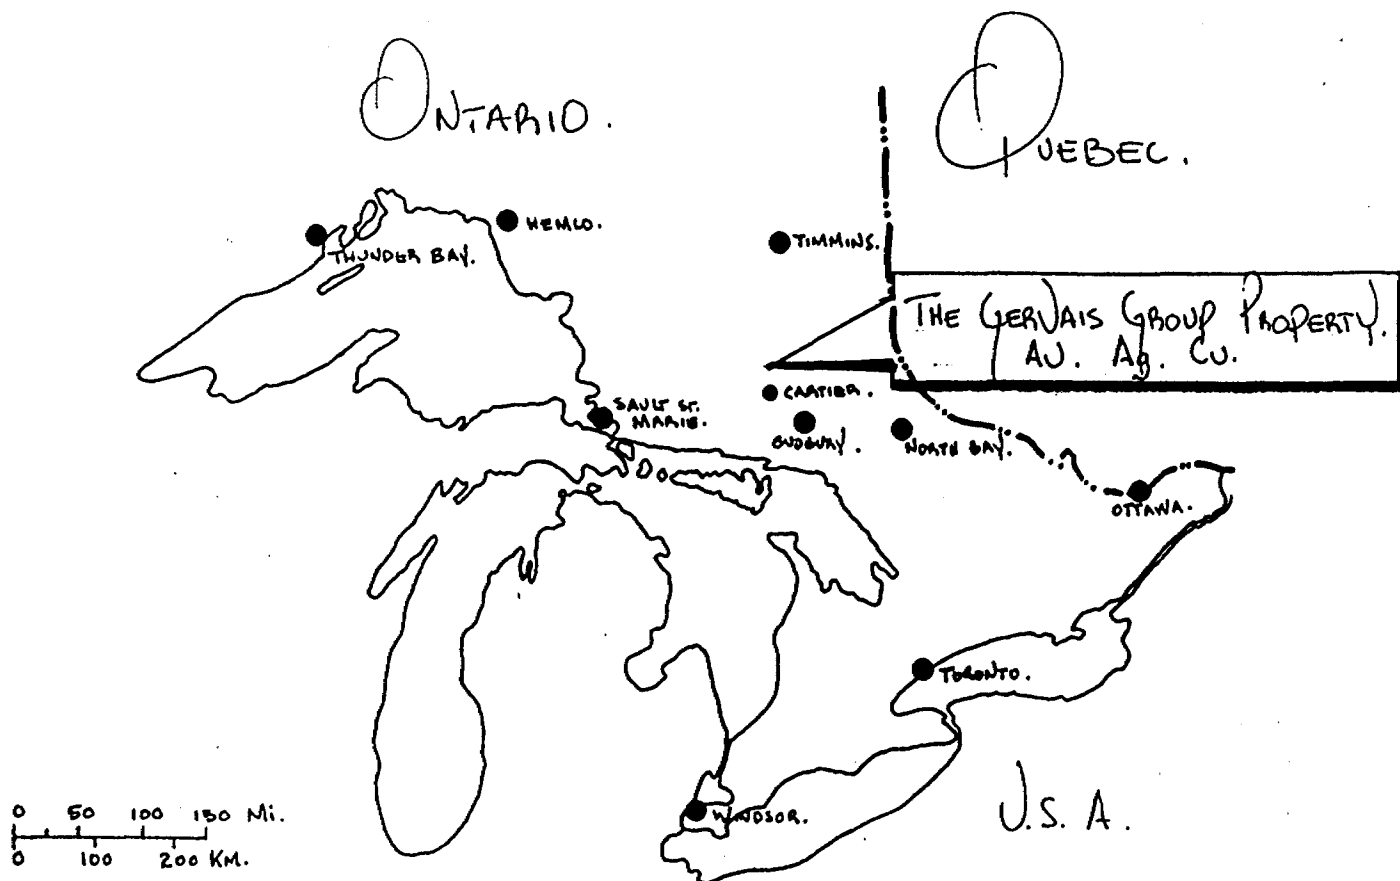 ONTARIO.
QUEBEC.
HEMLO.
THUNDER BAY.
TIMMINS.
THE GERVAIS GROUP PROPERTY.
AU. Ag. CU.
CARTIER.
SAULT ST.
MARIE.
NORTH BAY.
OTTAWA.
TORONTO.
WINDSOR.
U.S.A.
0 50 100 150 Mi.
0 100 200 KM.